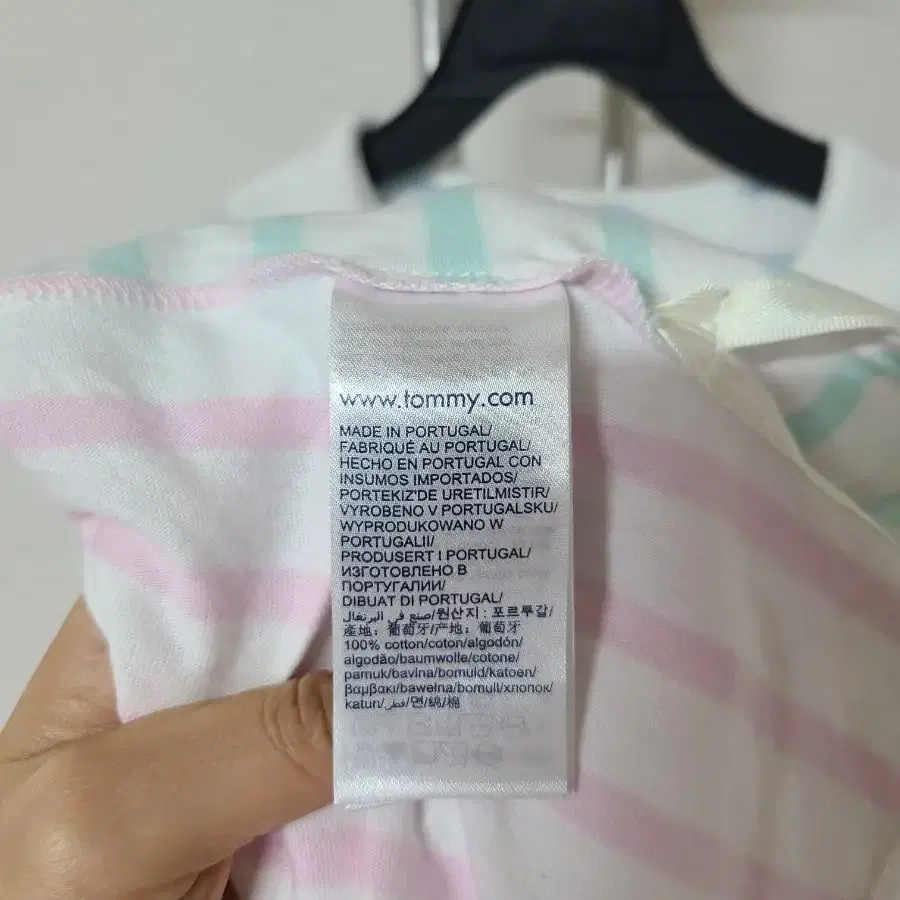 www.tommy.com
MADE IN PORTUGAL/
FABRIQUÉ AU PORTUGAL/
HECHO EN PORTUGAL CON
INSUMOS IMPORTADOS/
PORTEKIZ'DE URETILMISTIR/
VYROBENO V PORTUGALSKU/
WYPRODUKOWANO W
PORTUGALII/
PRODUSERT I PORTUGAL/
ИЗГОТОВЛЕНО В
ПОРТУГАЛИИ/
DIBUAT DI PORTUGAL/
صنع في البرتغال/원산지 : 포르투갈/
產地：葡萄牙/产地：葡萄牙
100% cotton/coton/algodón/
algodão/baumwolle/cotone/
pamuk/bavlna/bomuld/katoen/
βαμβακι/bawełna/bomull/хлопок/
katun/قطن/면/綿/棉